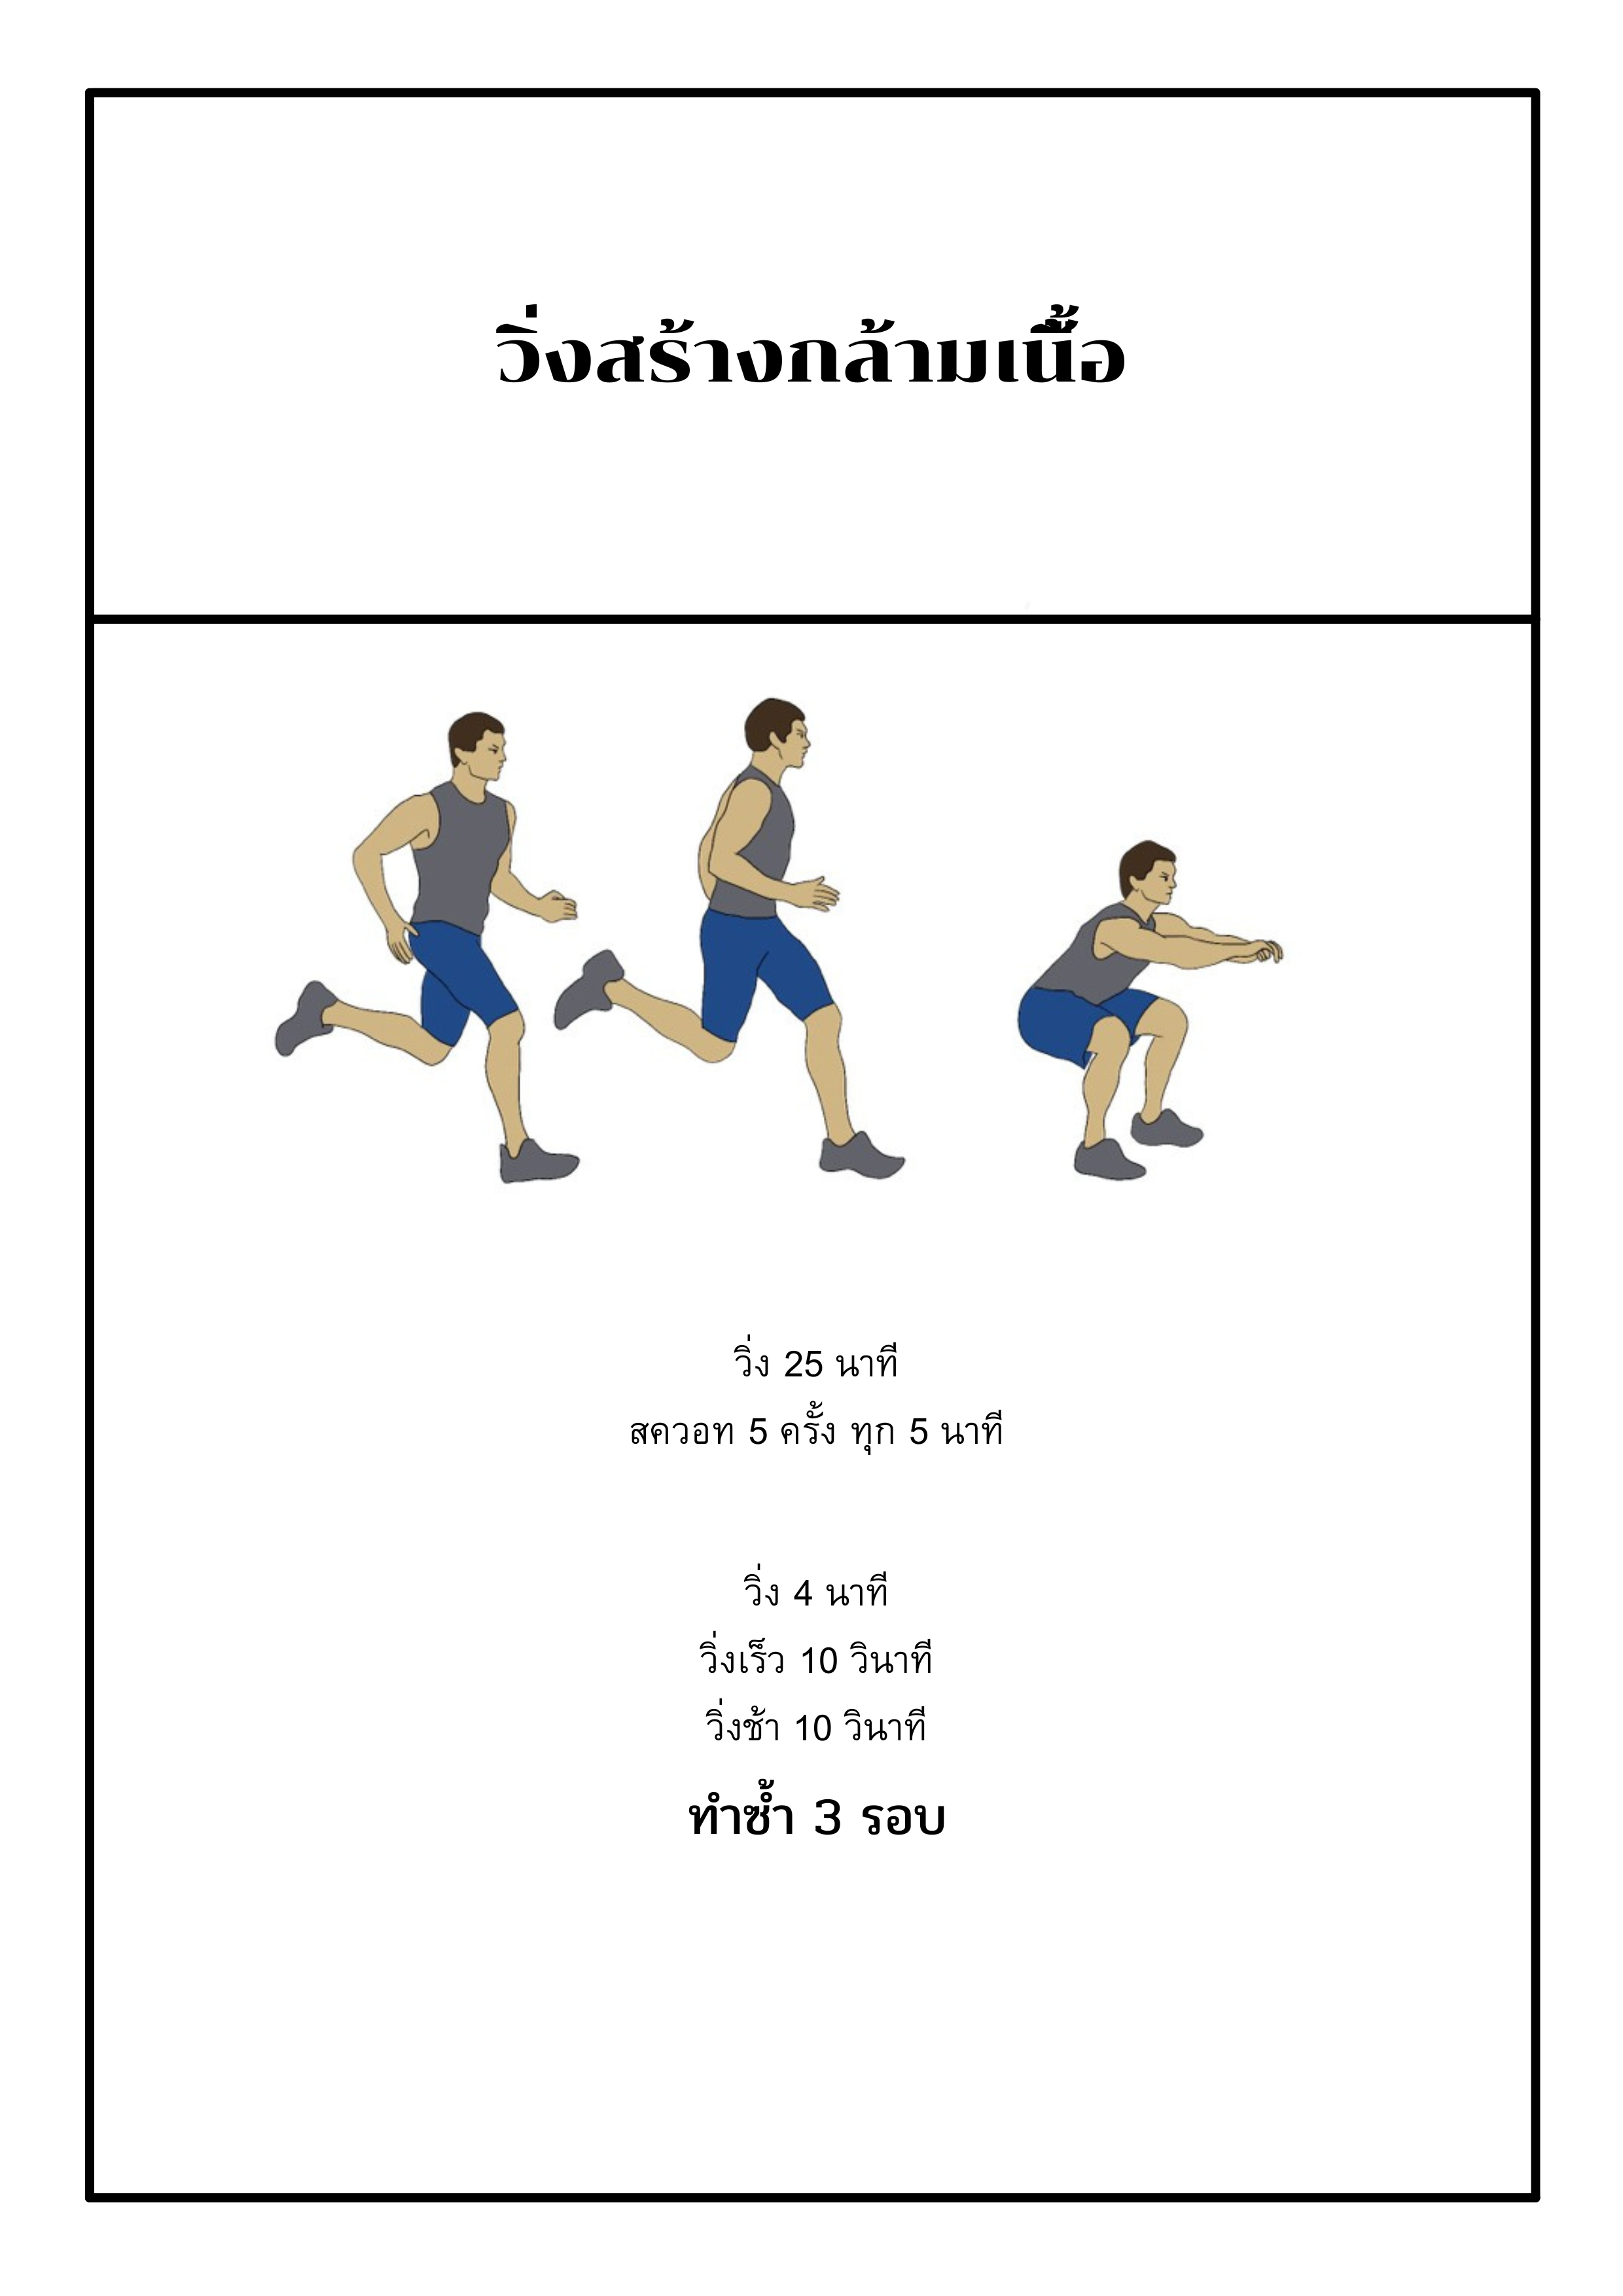 วิ่งสร้างกล้ามเนื้อ
วิ่ง 25 นาที
สควอท 5 ครั้ง ทุก 5 นาที
วิ่ง 4 นาที
วิ่งเร็ว 10 วินาที
วิ่งช้า 10 วินาที
ทำซ้ำ 3 รอบ